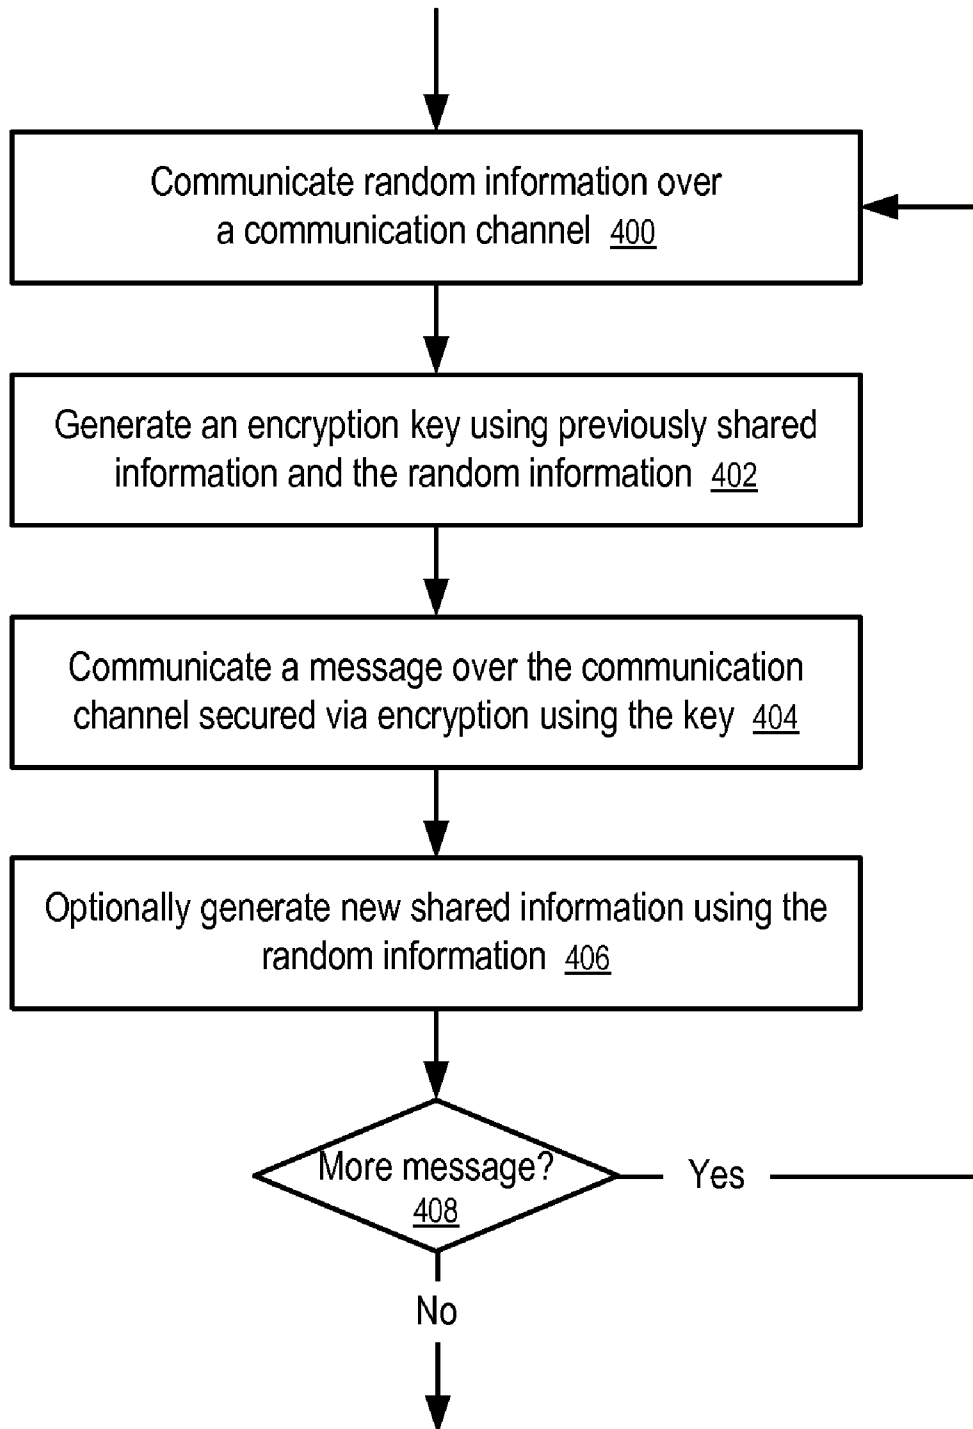 Communicate random information over
a communication channel 400
Generate an encryption key using previously shared
information and the random information 402
Communicate a message over the communication
channel secured via encryption using the key 404
Optionally generate new shared information using the
random information 406
More message?
408
Yes
No